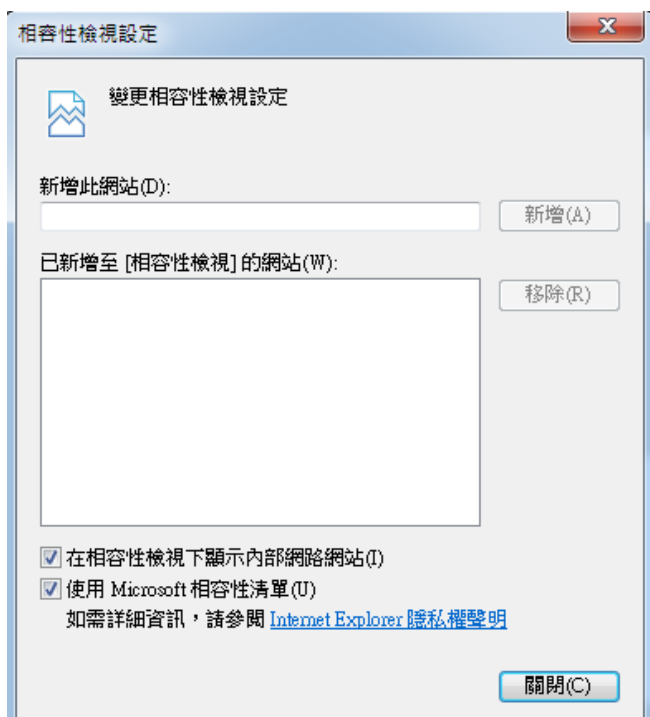 相容性檢視設定
變更相容性檢視設定
新增此網站(D):
新增(A)
已新增至 [相容性檢視] 的網站(W):
移除(R)
在相容性檢視下顯示內部網路網站(I)
使用 Microsoft 相容性清單(U)
如需詳細資訊，請參閱 Internet Explorer 隱私權聲明
關閉(C)